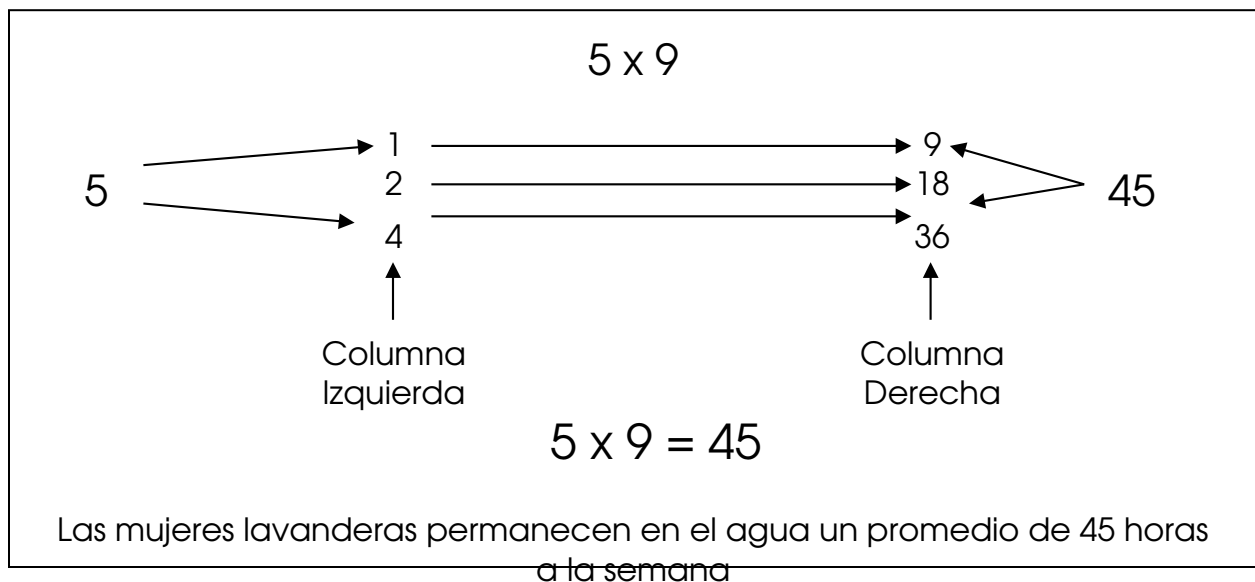 5 x 9
1 9
5 2 18 45
4 36
Columna Columna
Izquierda Derecha
5 x 9 = 45
Las mujeres lavanderas permanecen en el agua un promedio de 45 horas
a la semana